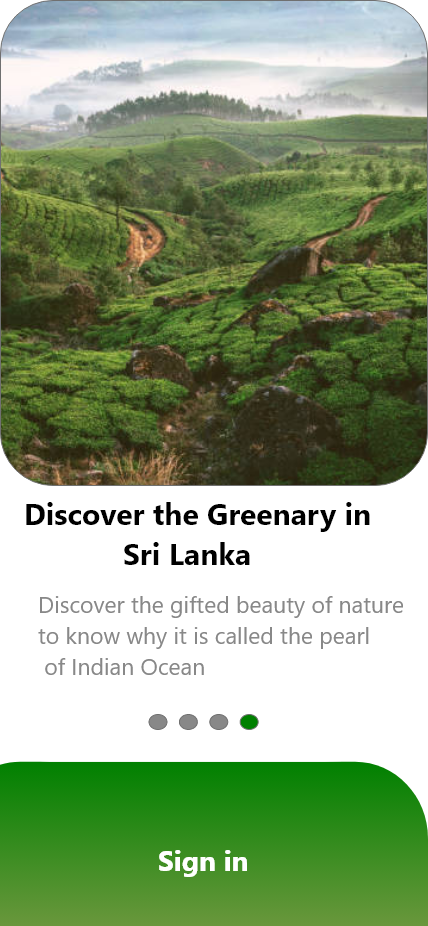 Discover the Greenary in
Sri Lanka
Discover the gifted beauty of nature
to know why it is called the pearl
of Indian Ocean
Sign in